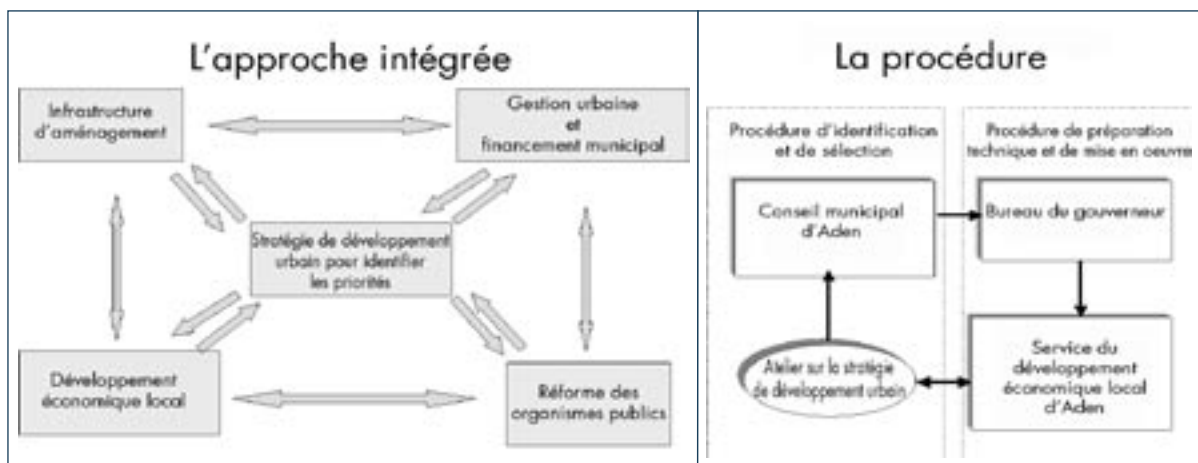 L'approche intégrée
Infrastructure
d'aménagement
Gestion urbaine
et
financement municipal
Stratégie de développement
urbain pour identifier
les priorités
Développement
économique local
Réforme des
organismes publics
La procédure
Procédure d'identification
et de sélection
Procédure de préparation
technique et de mise en oeuvre
Conseil municipal
d'Aden
Bureau du gouverneur
Atelier sur la stratégie
de développement urbain
Service du
développement
économique local
d'Aden